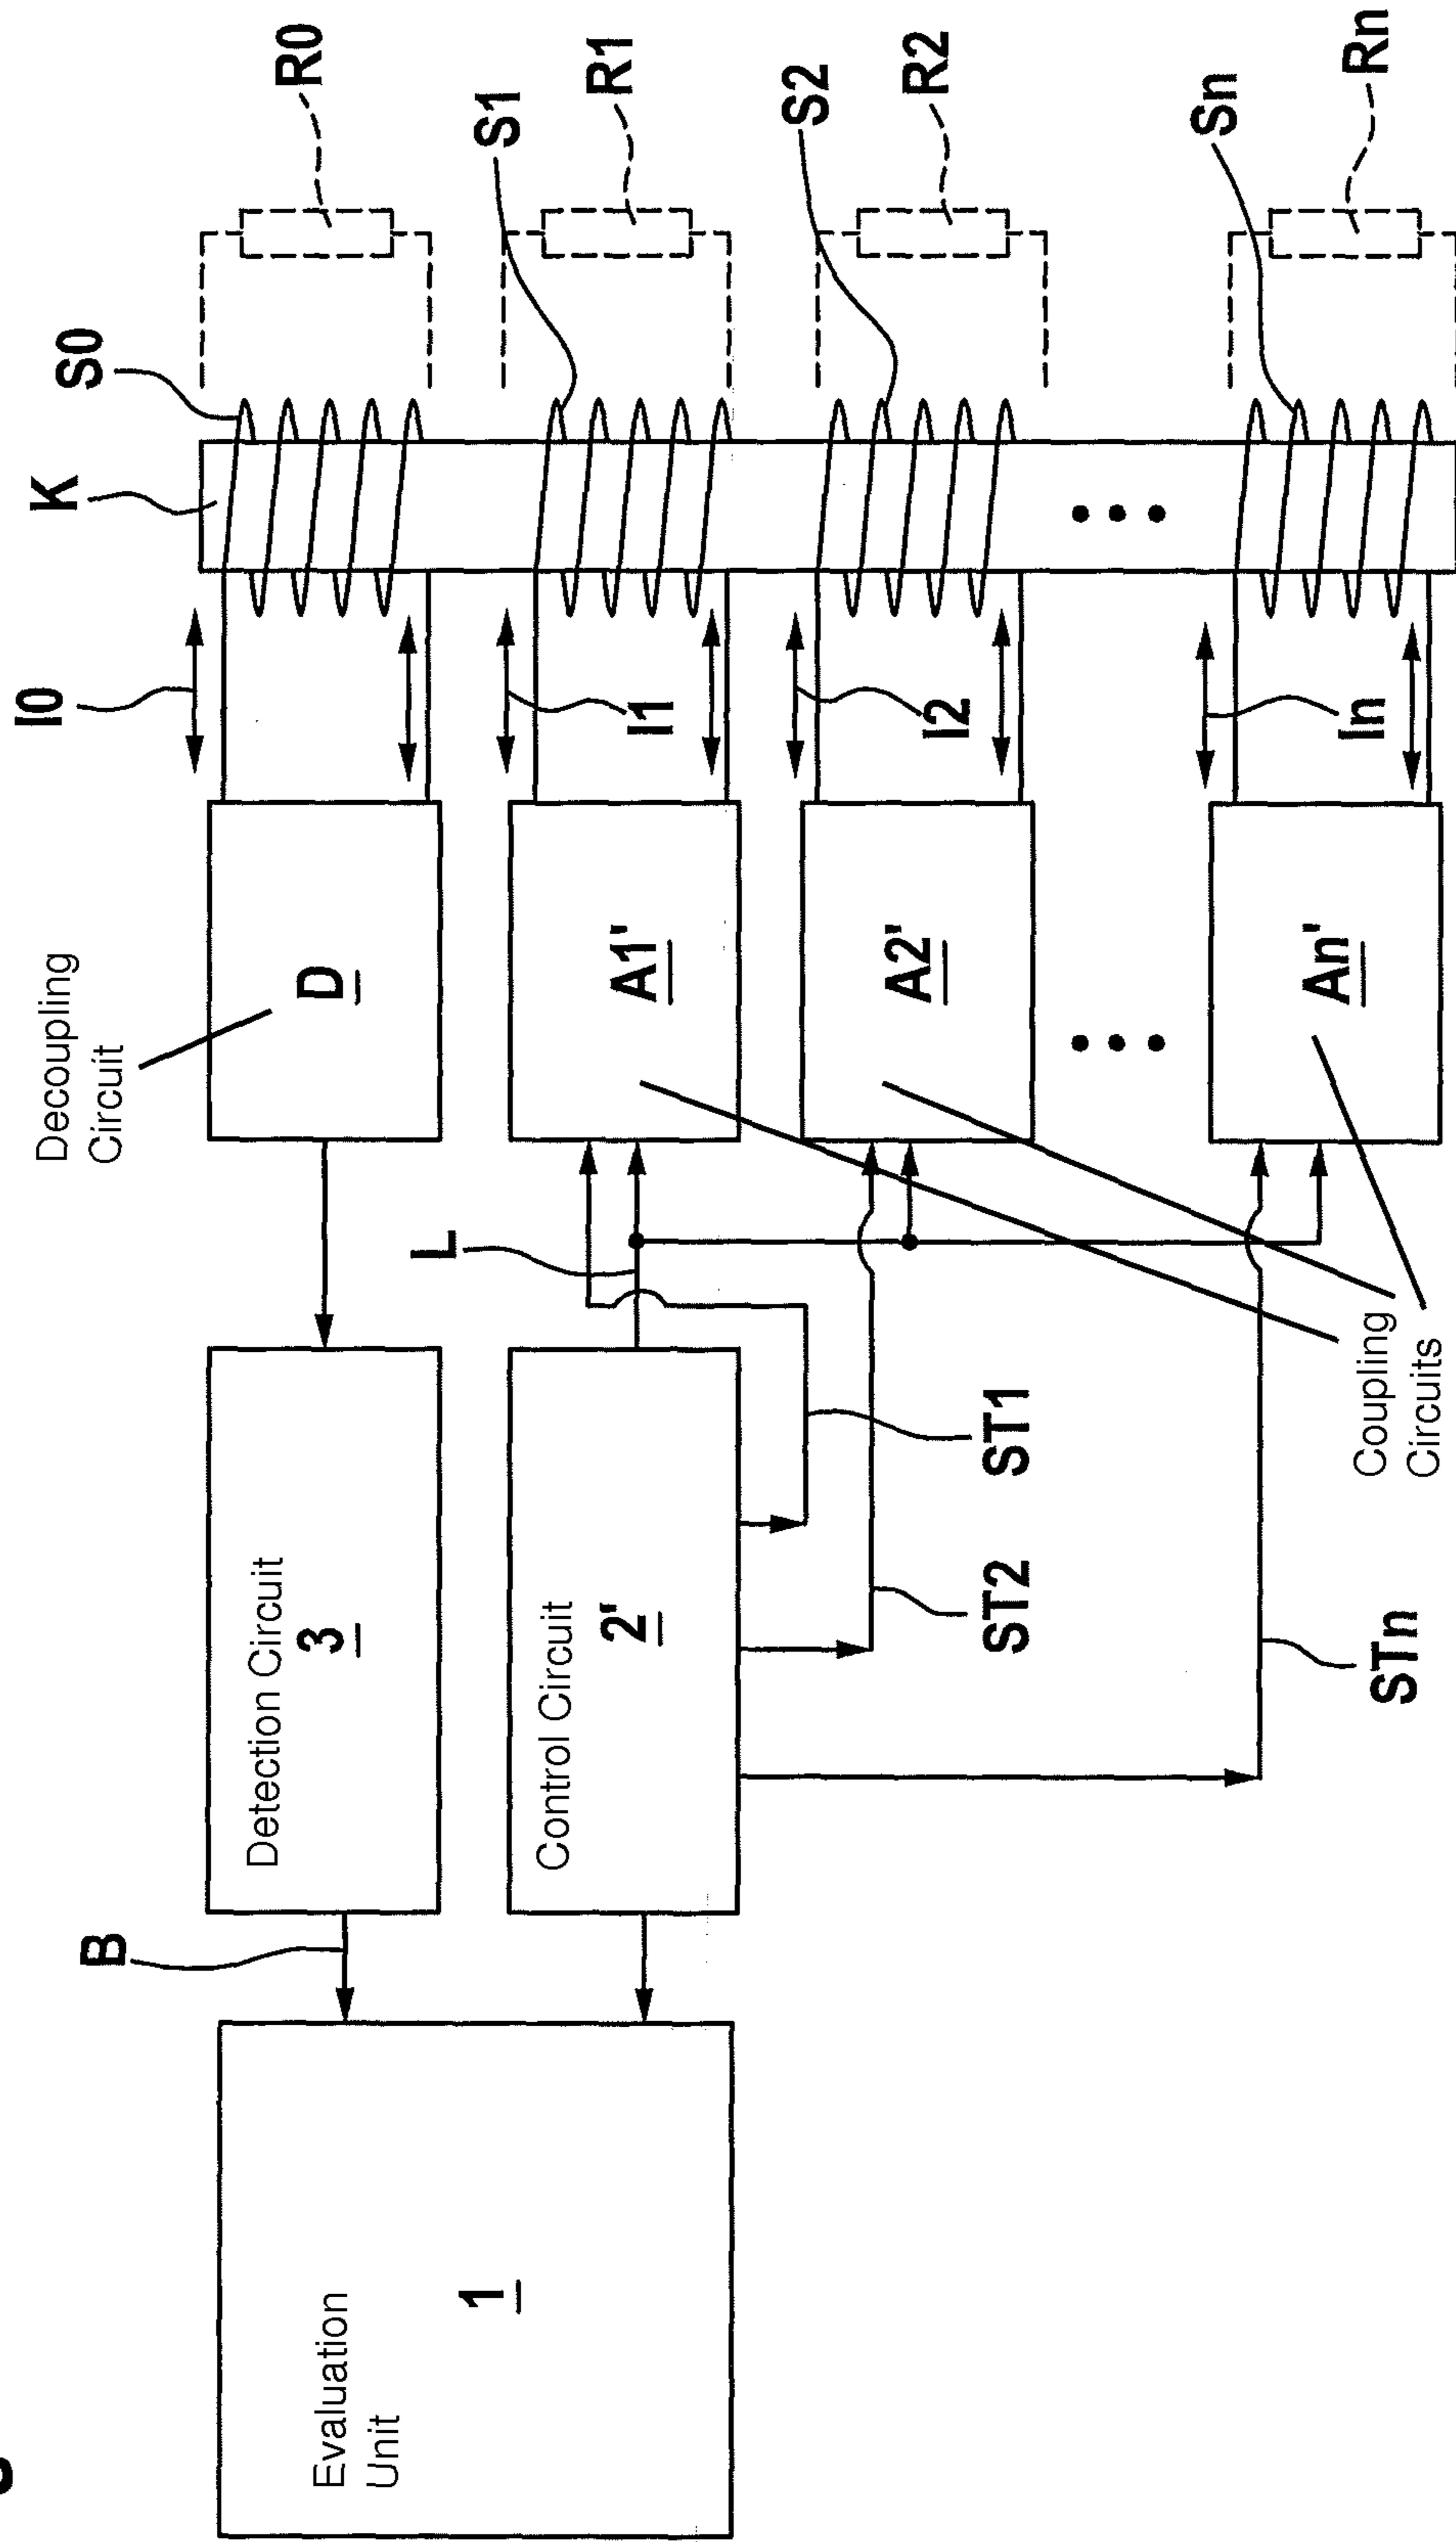 Evaluation
Unit
1
B
Detection Circuit
3
Control Circuit
2'
L
ST1
ST2
STn
Decoupling
Circuit
D
A1'
A2'
An'
Coupling
Circuits
I0
I1
I2
In
K
S0
S1
S2
Sn
R0
R1
R2
Rn